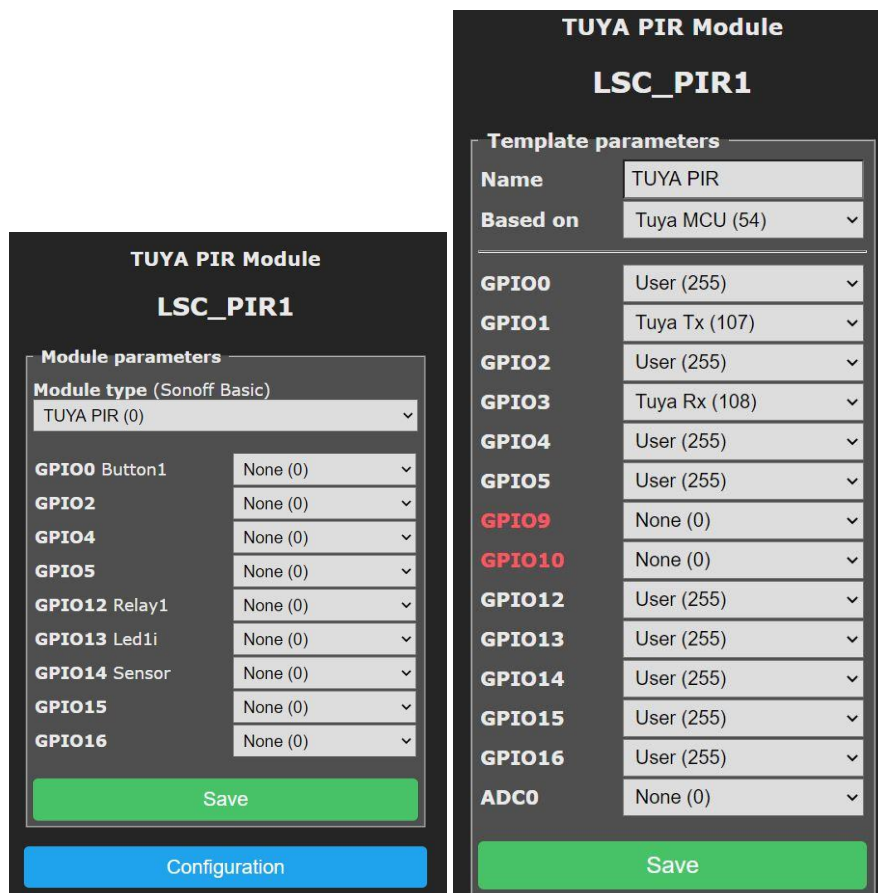 TUYA PIR Module
LSC_PIR1
Module parameters
Module type (Sonoff Basic)
TUYA PIR (0)
GPIO0 Button1 None (0)
GPIO2 None (0)
GPIO4 None (0)
GPIO5 None (0)
GPIO12 Relay1 None (0)
GPIO13 Led1i None (0)
GPIO14 Sensor None (0)
GPIO15 None (0)
GPIO16 None (0)
Save
Configuration
TUYA PIR Module
LSC_PIR1
Template parameters
Name TUYA PIR
Based on Tuya MCU (54)
GPIO0 User (255)
GPIO1 Tuya Tx (107)
GPIO2 User (255)
GPIO3 Tuya Rx (108)
GPIO4 User (255)
GPIO5 User (255)
GPIO9 None (0)
GPIO10 None (0)
GPIO12 User (255)
GPIO13 User (255)
GPIO14 User (255)
GPIO15 User (255)
GPIO16 User (255)
ADC0 None (0)
Save